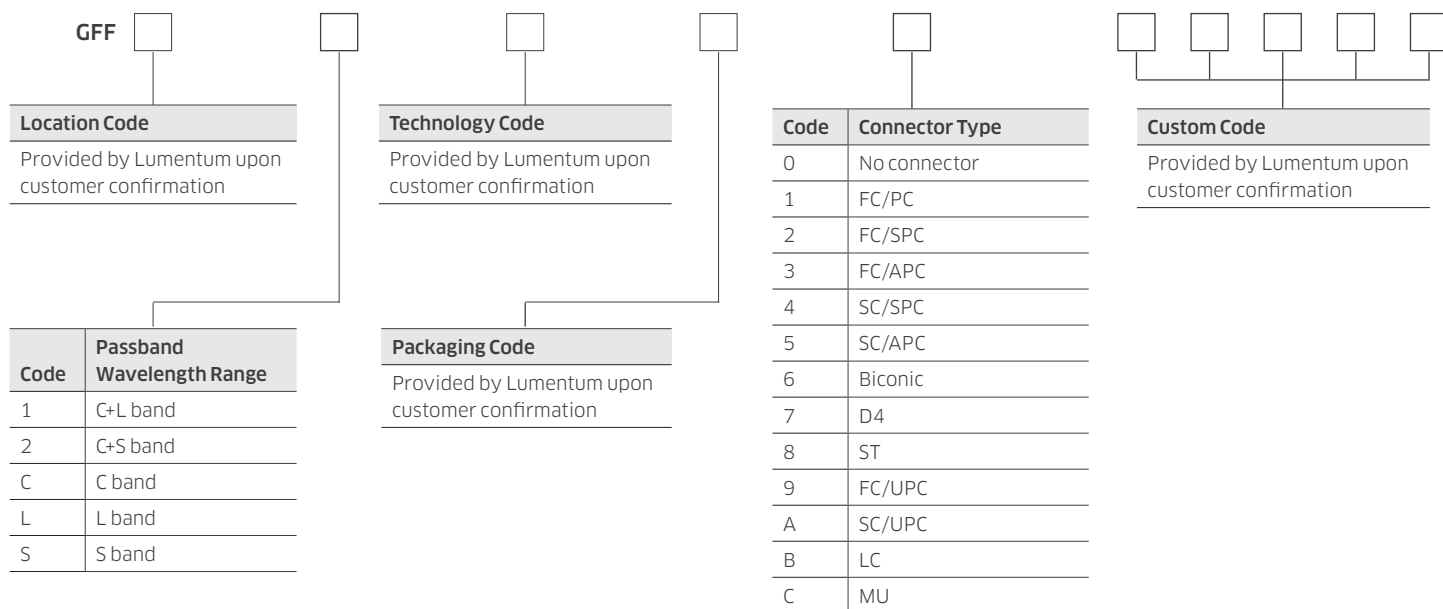 GFF
Location Code
Provided by Lumentum upon
customer confirmation
Technology Code
Provided by Lumentum upon
customer confirmation
Code Connector Type
0 No connector
1 FC/PC
2 FC/SPC
3 FC/APC
4 SC/SPC
5 SC/APC
6 Biconic
7 D4
8 ST
9 FC/UPC
A SC/UPC
B LC
C MU
Custom Code
Provided by Lumentum upon
customer confirmation
Code Passband
Wavelength Range
1 C+L band
2 C+S band
C C band
L L band
S S band
Packaging Code
Provided by Lumentum upon
customer confirmation